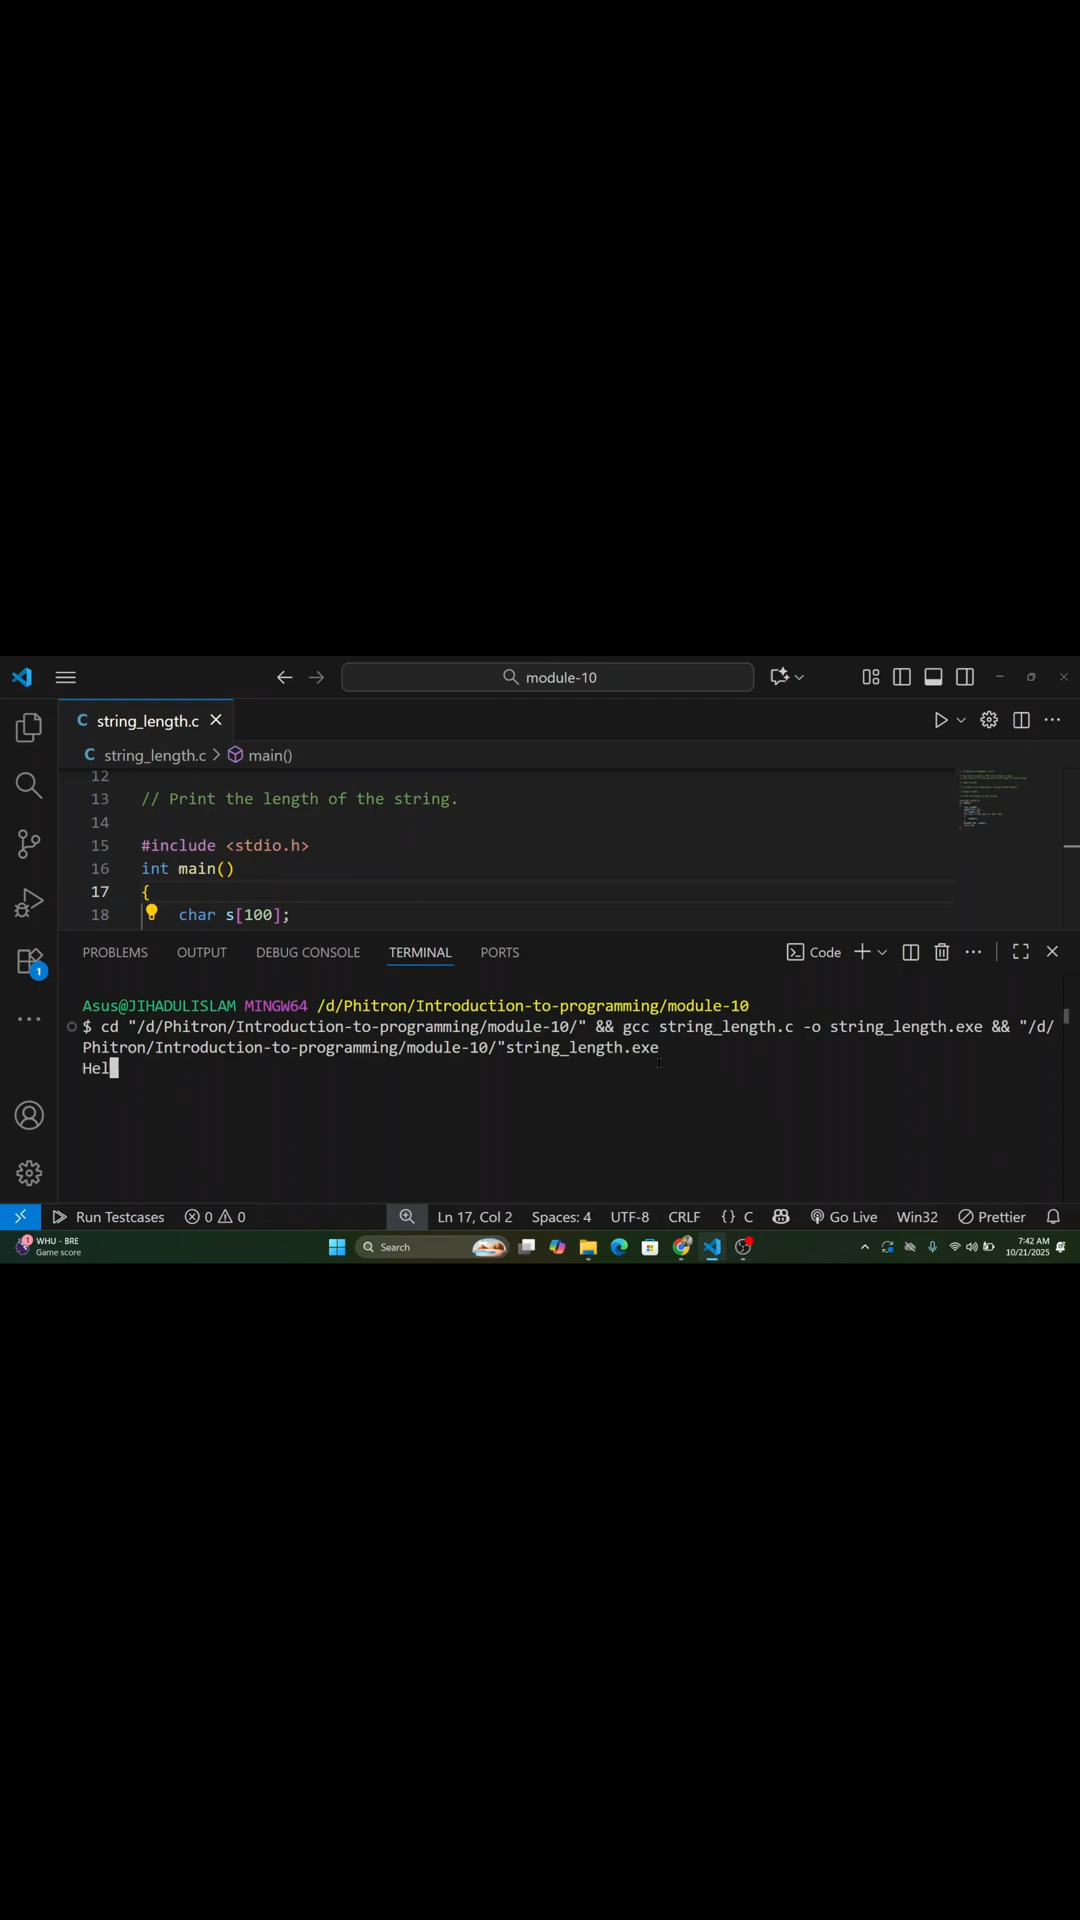 module-10
string_length.c
string_length.c > main()
12
13 // Print the length of the string.
14
15 #include <stdio.h>
16 int main()
17 {
18 char s[100];
PROBLEMS OUTPUT DEBUG CONSOLE TERMINAL PORTS Code
Asus@JIHADULISLAM MINGW64 /d/Phitron/Introduction-to-programming/module-10
$ cd "/d/Phitron/Introduction-to-programming/module-10/" && gcc string_length.c -o string_length.exe && "/d/
Phitron/Introduction-to-programming/module-10/"string_length.exe
Hel
1
Run Testcases 0 0 Ln 17, Col 2 Spaces: 4 UTF-8 CRLF {} C Go Live Win32 Prettier
1 WHU - BRE
Game score
Search
7:42 AM
10/21/2025